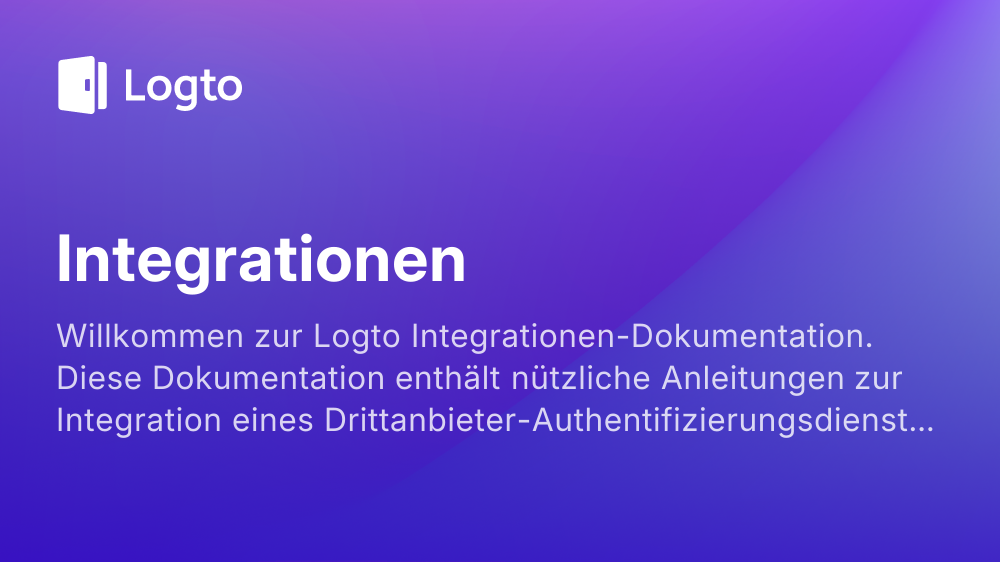 Logto
Integrationen
Willkommen zur Logto Integrationen-Dokumentation.
Diese Dokumentation enthält nützliche Anleitungen zur
Integration eines Drittanbieter-Authentifizierungsdienst...